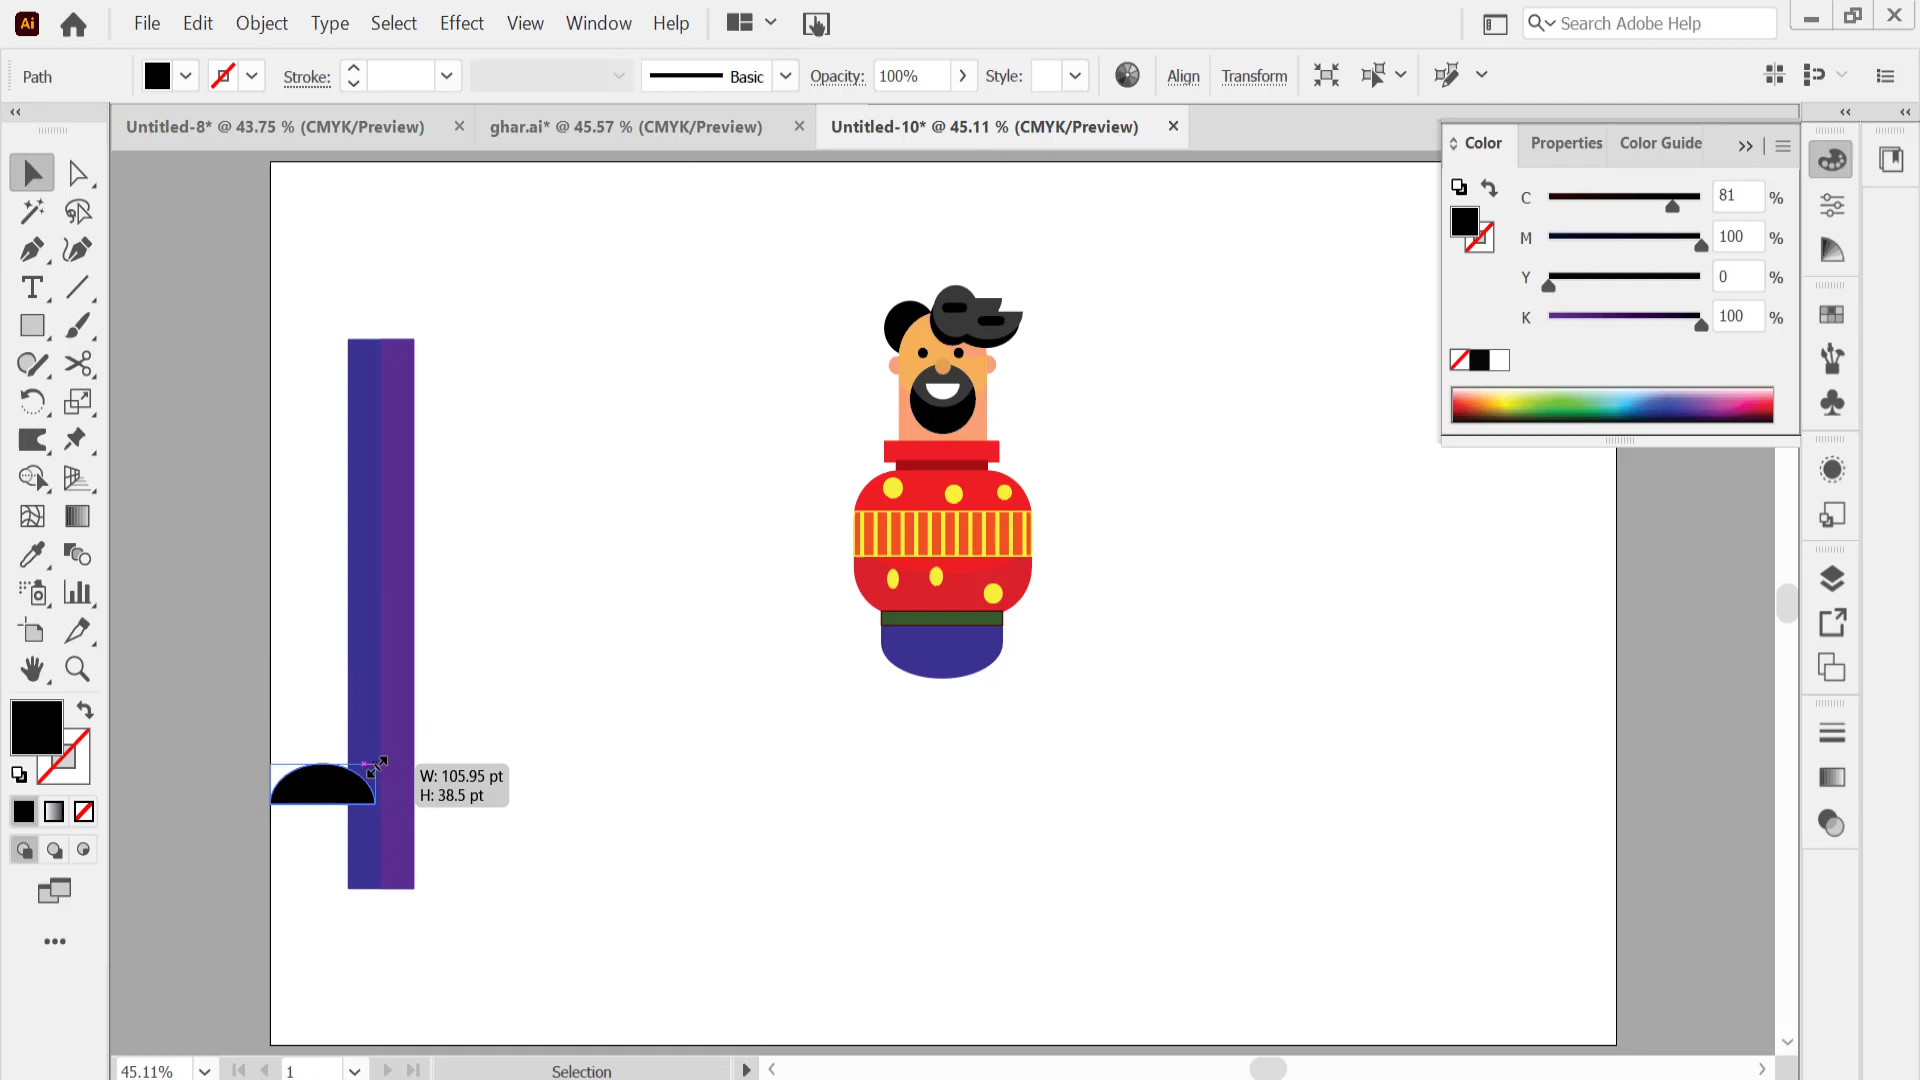 Ai File Edit Object Type Select Effect View Window Help Search Adobe Help
Path Stroke: Basic Opacity: 100% Style: Align Transform
Untitled-8* @ 43.75 % (CMYK/Preview) ghar.ai* @ 45.57 % (CMYK/Preview) Untitled-10* @ 45.11 % (CMYK/Preview)
Color Properties Color Guide
C 81 %
M 100 %
Y 0 %
K 100 %
W: 105.95 pt
H: 38.5 pt
45.11% 1 Selection